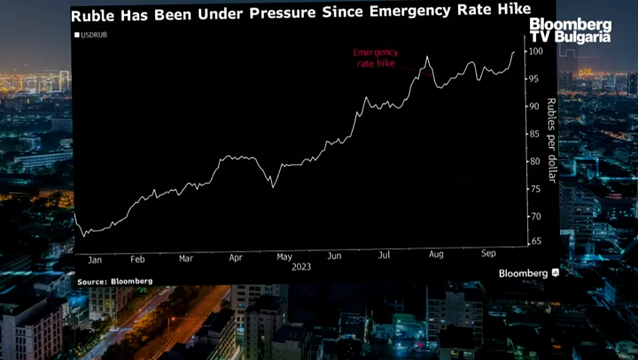 Ruble Has Been Under Pressure Since Emergency Rate Hike
Bloomberg
TV Bulgaria
USDRUB
Emergency
rate hike
100
95
90
85
80
75
70
65
Rubles per dollar
Jan Feb Mar Apr May Jun Jul Aug Sep
2023
Source: Bloomberg
Bloomberg